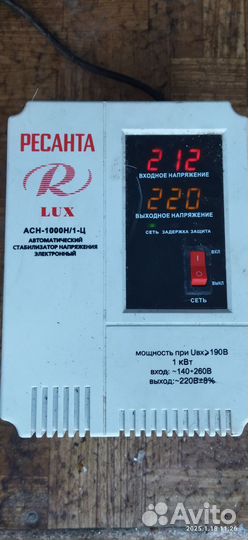 РЕСАНТА
R
LUX
АСН-1000Н/1-Ц
АВТОМАТИЧЕСКИЙ
СТАБИЛИЗАТОР НАПРЯЖЕНИЯ
ЭЛЕКТРОННЫЙ
212
ВХОДНОЕ НАПРЯЖЕНИЕ
220
ВЫХОДНОЕ НАПРЯЖЕНИЕ
СЕТЬ ЗАДЕРЖКА ЗАЩИТА
ВКЛ
ВЫКЛ
СЕТЬ
мощность при Uвх⩾190В
1 кВт
вход: ~140÷260В
выход:~220В±8%
Avito
2025.1.18 11:26